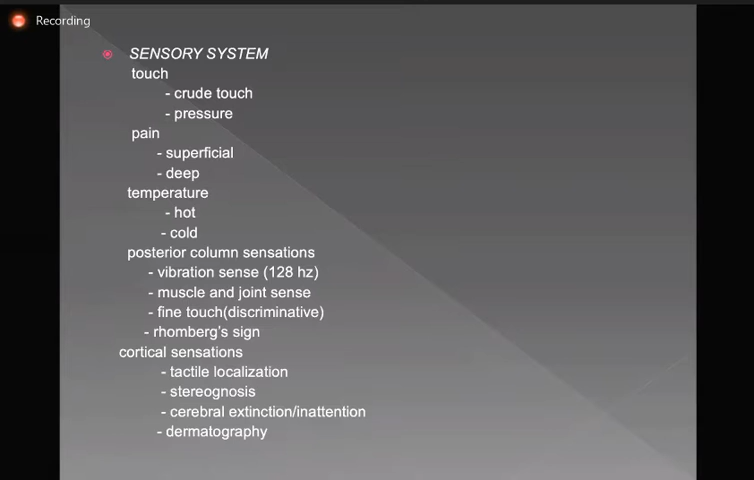 Recording
SENSORY SYSTEM
touch
- crude touch
- pressure
pain
- superficial
- deep
temperature
- hot
- cold
posterior column sensations
- vibration sense (128 hz)
- muscle and joint sense
- fine touch(discriminative)
- rhomberg's sign
cortical sensations
- tactile localization
- stereognosis
- cerebral extinction/inattention
- dermatography